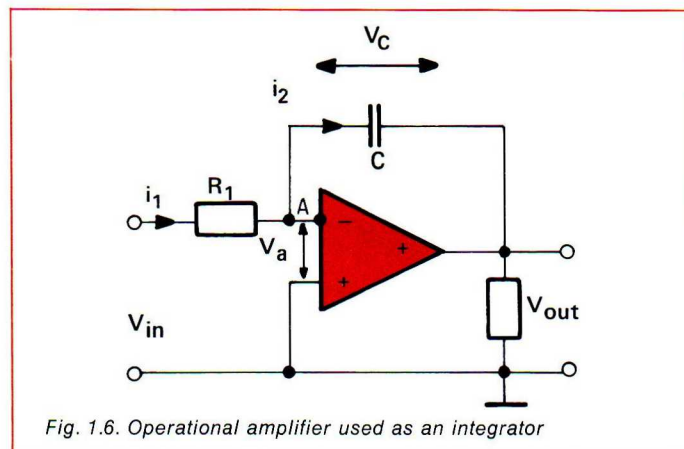 V_C
i_2
C
i_1
R_1
A
−
V_a
+
+
V_in
V_out
Fig. 1.6. Operational amplifier used as an integrator